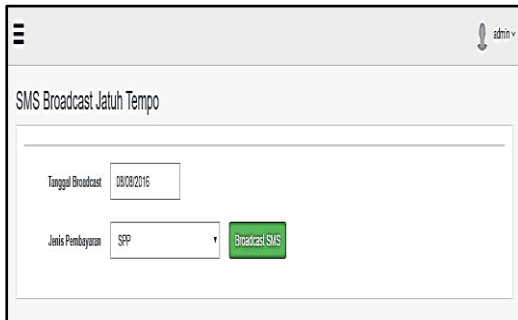 admin
SMS Broadcast Jatuh Tempo
Tanggal Broadcast 08/08/2016
Jenis Pembayaran SPP Broadcast SMS